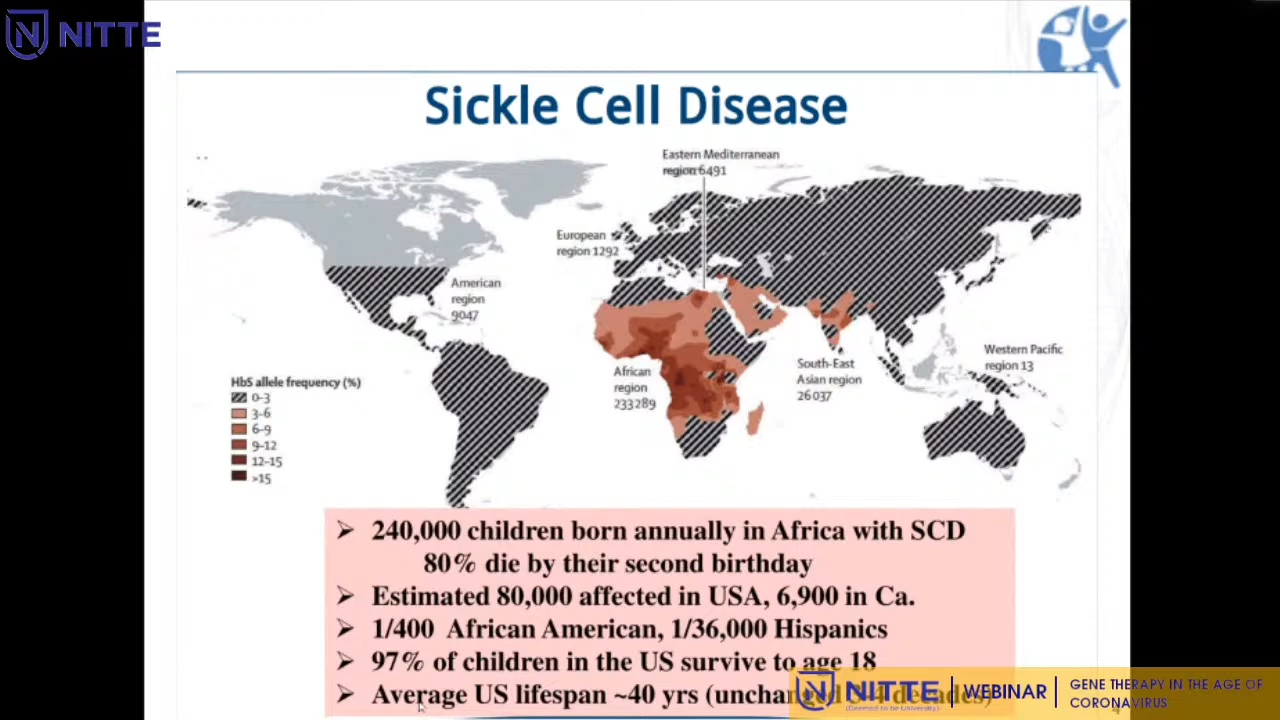 NITTE
Sickle Cell Disease
Eastern Mediterranean
region 6491
European
region 1292
American
region
9047
African
region
233 289
South-East
Asian region
26 037
Western Pacific
region 13
HbS allele frequency (%)
0–3
3–6
6–9
9–12
12–15
>15
➢ 240,000 children born annually in Africa with SCD
80% die by their second birthday
➢ Estimated 80,000 affected in USA, 6,900 in Ca.
➢ 1/400 African American, 1/36,000 Hispanics
➢ 97% of children in the US survive to age 18
➢ Average US lifespan ~40 yrs (unchanged decades)
NITTE
(Deemed to be University)
WEBINAR
GENE THERAPY IN THE AGE OF
CORONAVIRUS